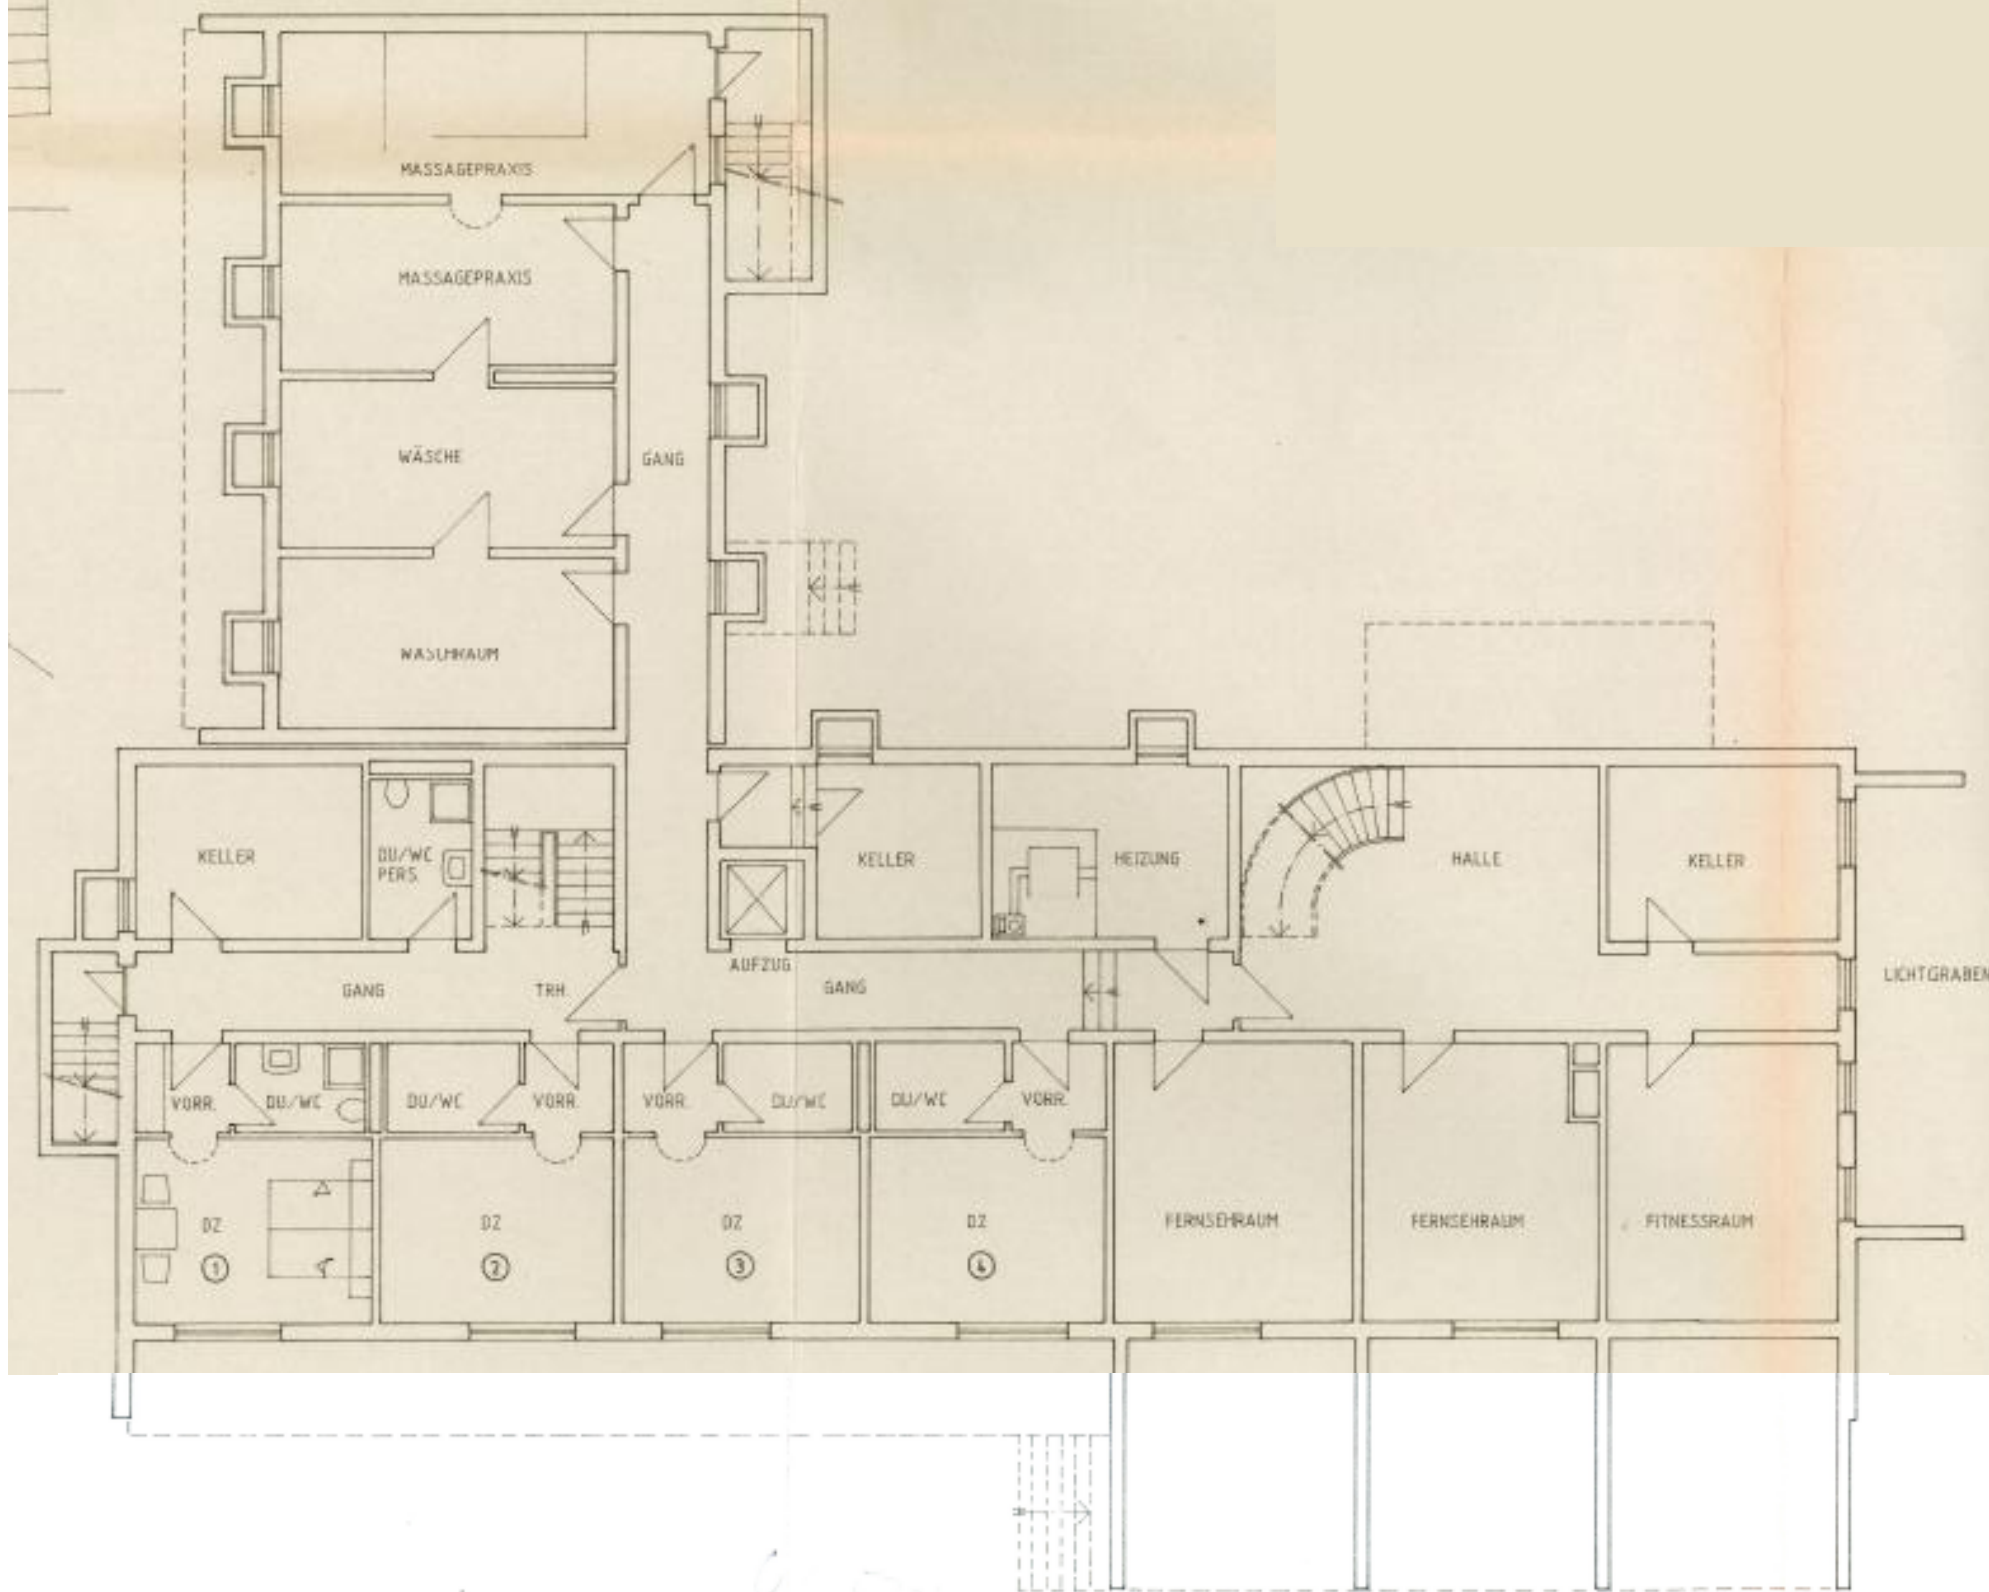 MASSAGEPRAXIS
MASSAGEPRAXIS
WÄSCHE
GANG
WASCHRAUM
KELLER
DU/WC
PERS.
KELLER
HEIZUNG
HALLE
KELLER
AUFZUG
GANG
TRH.
GANG
LICHTGRABEN
VORR.
DU/WC
DU/WC
VORR.
VORR.
DU/WC
DU/WC
VORR.
DZ
1
DZ
2
DZ
3
DZ
4
FERNSEHRAUM
FERNSEHRAUM
FITNESSRAUM